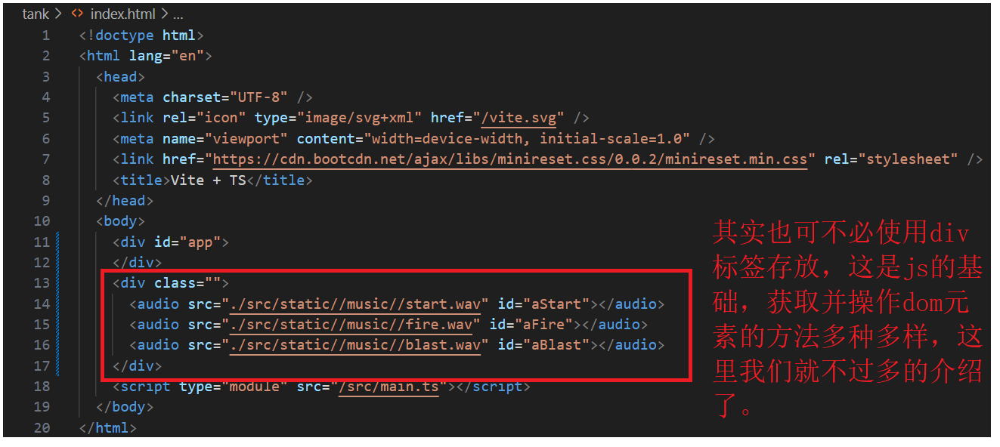 tank > <> index.html > ...
1 <!doctype html>
2 <html lang="en">
3 <head>
4 <meta charset="UTF-8" />
5 <link rel="icon" type="image/svg+xml" href="/vite.svg" />
6 <meta name="viewport" content="width=device-width, initial-scale=1.0" />
7 <link href="https://cdn.bootcdn.net/ajax/libs/minireset.css/0.0.2/minireset.min.css" rel="stylesheet" />
8 <title>Vite + TS</title>
9 </head>
10 <body>
11 <div id="app">
12 </div>
13 <div class="">
14 <audio src="./src/static//music//start.wav" id="aStart"></audio>
15 <audio src="./src/static//music//fire.wav" id="aFire"></audio>
16 <audio src="./src/static//music//blast.wav" id="aBlast"></audio>
17 </div>
18 <script type="module" src="/src/main.ts"></script>
19 </body>
20 </html>
其实也可不必使用div
标签存放，这是js的基
础，获取并操作dom元
素的方法多种多样，这
里我们就不过多的介绍
了。